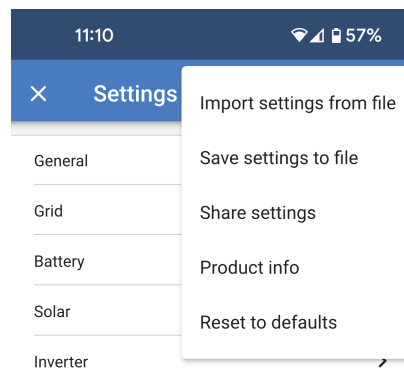 11:10 57%
Settings
Import settings from file
Save settings to file
Share settings
Product info
Reset to defaults
General
Grid
Battery
Solar
Inverter